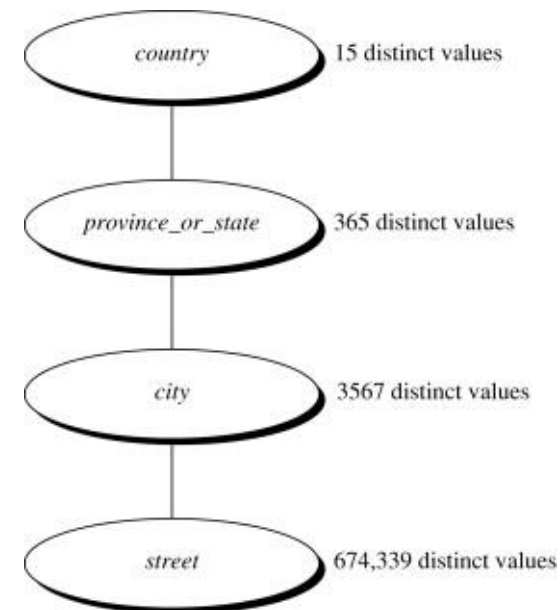 country 15 distinct values
province_or_state 365 distinct values
city 3567 distinct values
street 674,339 distinct values